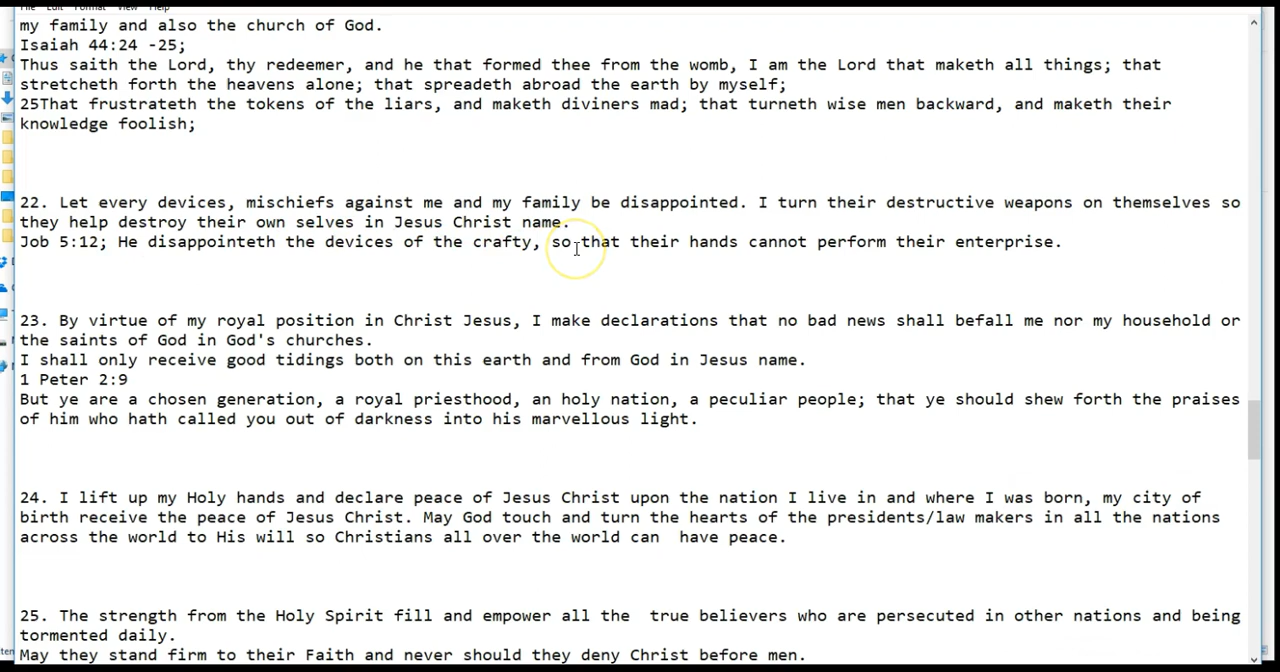 File Edit Format View Help
my family and also the church of God.
Isaiah 44:24 -25;
Thus saith the Lord, thy redeemer, and he that formed thee from the womb, I am the Lord that maketh all things; that
stretcheth forth the heavens alone; that spreadeth abroad the earth by myself;
25That frustrateth the tokens of the liars, and maketh diviners mad; that turneth wise men backward, and maketh their
knowledge foolish;
22. Let every devices, mischiefs against me and my family be disappointed. I turn their destructive weapons on themselves so
they help destroy their own selves in Jesus Christ name.
Job 5:12; He disappointeth the devices of the crafty, so that their hands cannot perform their enterprise.
23. By virtue of my royal position in Christ Jesus, I make declarations that no bad news shall befall me nor my household or
the saints of God in God's churches.
I shall only receive good tidings both on this earth and from God in Jesus name.
1 Peter 2:9
But ye are a chosen generation, a royal priesthood, an holy nation, a peculiar people; that ye should shew forth the praises
of him who hath called you out of darkness into his marvellous light.
24. I lift up my Holy hands and declare peace of Jesus Christ upon the nation I live in and where I was born, my city of
birth receive the peace of Jesus Christ. May God touch and turn the hearts of the presidents/law makers in all the nations
across the world to His will so Christians all over the world can  have peace.
25. The strength from the Holy Spirit fill and empower all the  true believers who are persecuted in other nations and being
tormented daily.
May they stand firm to their Faith and never should they deny Christ before men.